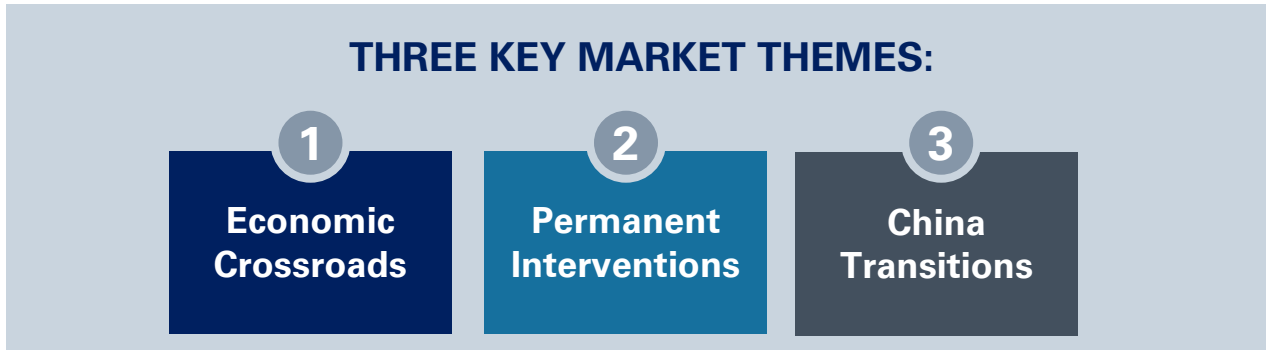 THREE KEY MARKET THEMES:
1
Economic
Crossroads
2
Permanent
Interventions
3
China
Transitions